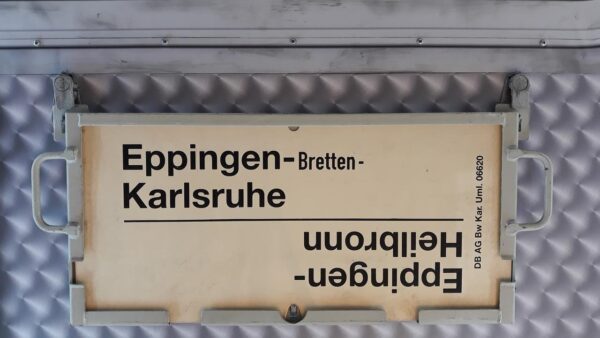 Eppingen-Bretten-
Karlsruhe
Eppingen-
Heilbronn
DB AG Bw Kar. Uml. 06620